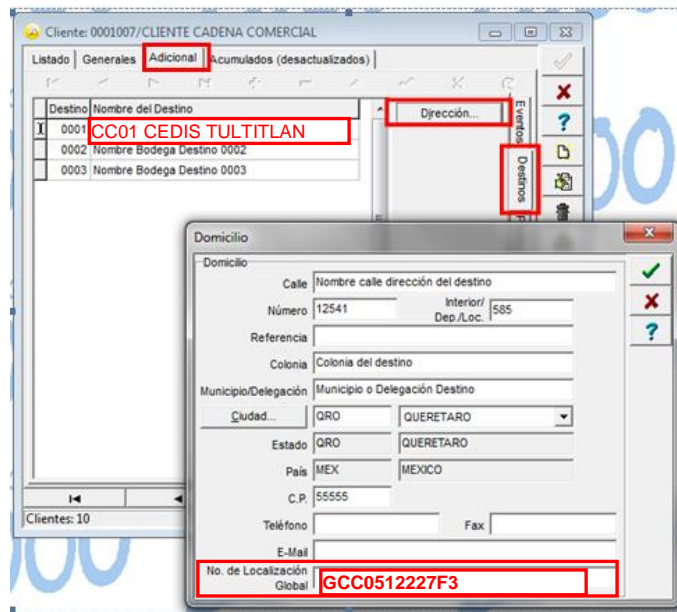 Cliente: 0001007/CLIENTE CADENA COMERCIAL
Listado Generales Adicional Acumulados (desactualizados)
Destino Nombre del Destino
0001 CC01 CEDIS TULTITLAN
0002 Nombre Bodega Destino 0002
0003 Nombre Bodega Destino 0003
Dirección...
Eventos
Destinos
Domicilio
Domicilio
Calle Nombre calle dirección del destino
Número 12541 Interior/ Dep./Loc. 585
Referencia
Colonia Colonia del destino
Municipio/Delegación Municipio o Delegación Destino
Ciudad... QRO QUERETARO
Estado QRO QUERETARO
País MEX MEXICO
C.P. 55555
Teléfono Fax
E-Mail
No. de Localización
Global GCC0512227F3
Clientes: 10